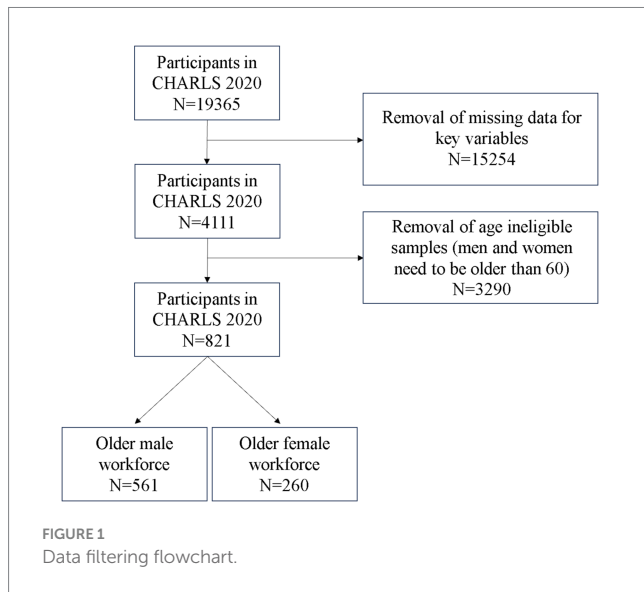 Participants in
CHARLS 2020
N=19365
Removal of missing data for
key variables
N=15254
Participants in
CHARLS 2020
N=4111
Removal of age ineligible
samples (men and women
need to be older than 60)
N=3290
Participants in
CHARLS 2020
N=821
Older male
workforce
N=561
Older female
workforce
N=260
FIGURE 1
Data filtering flowchart.